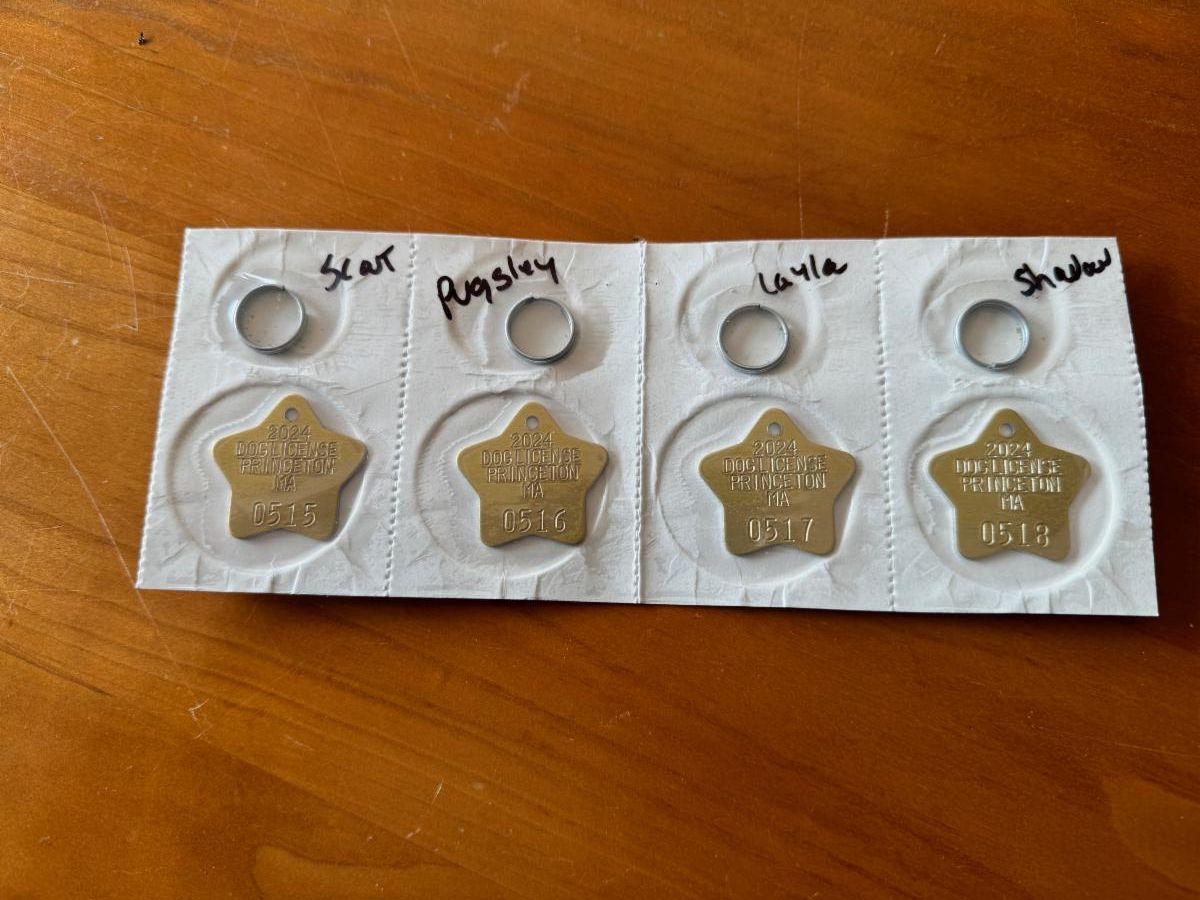 Scout
2024
DOG LICENSE
PRINCETON
MA
0515
Pugsley
2024
DOG LICENSE
PRINCETON
MA
0516
Layla
2024
DOG LICENSE
PRINCETON
MA
0517
Shadow
2024
DOG LICENSE
PRINCETON
MA
0518